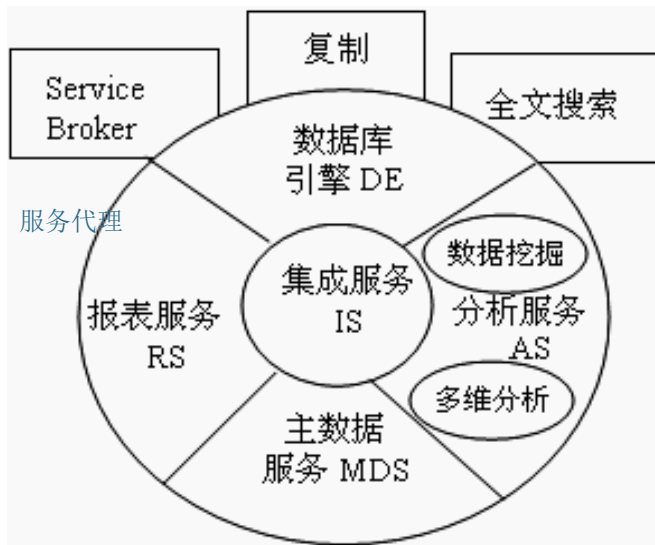 复制
Service
Broker
全文搜索
数据库
引擎 DE
服务代理
数据挖掘
集成服务
IS
报表服务
RS
分析服务
AS
多维分析
主数据
服务 MDS